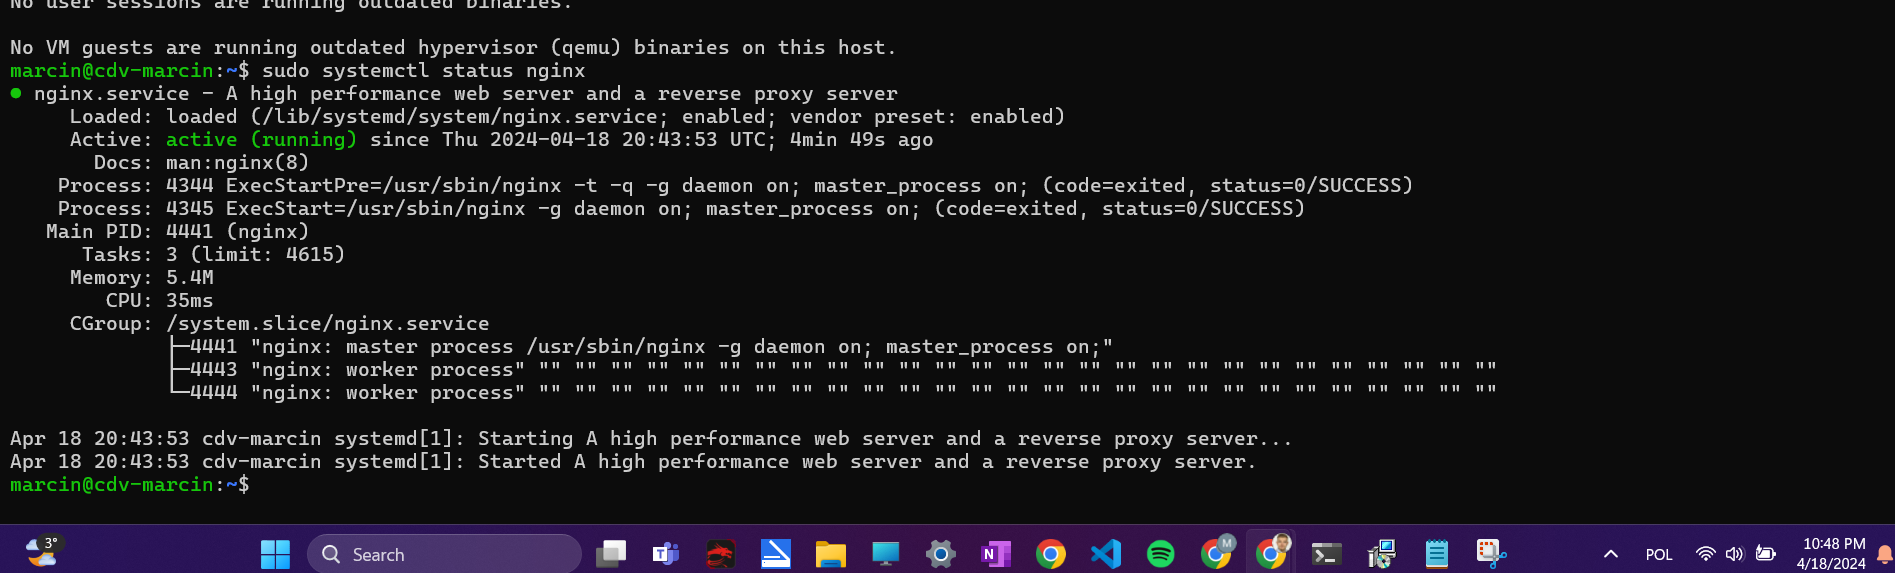 No user sessions are running outdated binaries.
No VM guests are running outdated hypervisor (qemu) binaries on this host.
marcin@cdv-marcin:~$ sudo systemctl status nginx
● nginx.service - A high performance web server and a reverse proxy server
Loaded: loaded (/lib/systemd/system/nginx.service; enabled; vendor preset: enabled)
Active: active (running) since Thu 2024-04-18 20:43:53 UTC; 4min 49s ago
Docs: man:nginx(8)
Process: 4344 ExecStartPre=/usr/sbin/nginx -t -q -g daemon on; master_process on; (code=exited, status=0/SUCCESS)
Process: 4345 ExecStart=/usr/sbin/nginx -g daemon on; master_process on; (code=exited, status=0/SUCCESS)
Main PID: 4441 (nginx)
Tasks: 3 (limit: 4615)
Memory: 5.4M
CPU: 35ms
CGroup: /system.slice/nginx.service
├─4441 "nginx: master process /usr/sbin/nginx -g daemon on; master_process on;"
├─4443 "nginx: worker process" "" "" "" "" "" "" "" "" "" "" "" "" "" "" "" "" "" "" "" "" "" "" "" "" "" "" ""
└─4444 "nginx: worker process" "" "" "" "" "" "" "" "" "" "" "" "" "" "" "" "" "" "" "" "" "" "" "" "" "" "" ""
Apr 18 20:43:53 cdv-marcin systemd[1]: Starting A high performance web server and a reverse proxy server...
Apr 18 20:43:53 cdv-marcin systemd[1]: Started A high performance web server and a reverse proxy server.
marcin@cdv-marcin:~$
3°
Search
M
POL
10:48 PM
4/18/2024